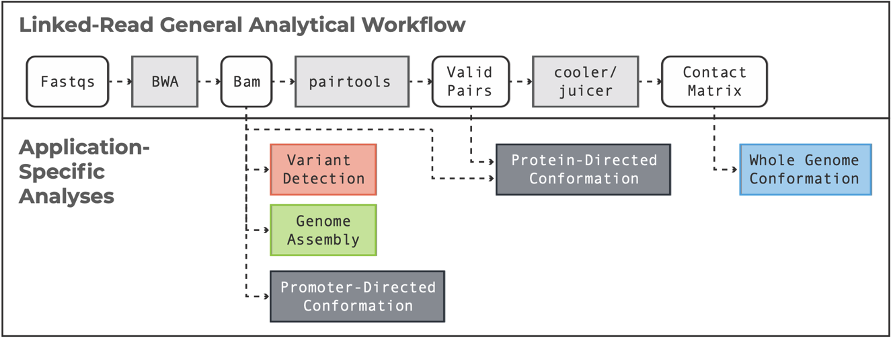 Linked-Read General Analytical Workflow
Fastqs
BWA
Bam
pairtools
Valid
Pairs
cooler/
juicer
Contact
Matrix
Application-
Specific
Analyses
Variant
Detection
Protein-Directed
Conformation
Whole Genome
Conformation
Genome
Assembly
Promoter-Directed
Conformation